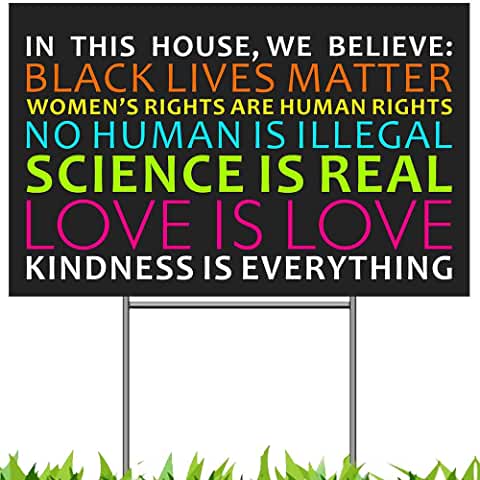 IN THIS HOUSE, WE BELIEVE:
BLACK LIVES MATTER
WOMEN'S RIGHTS ARE HUMAN RIGHTS
NO HUMAN IS ILLEGAL
SCIENCE IS REAL
LOVE IS LOVE
KINDNESS IS EVERYTHING